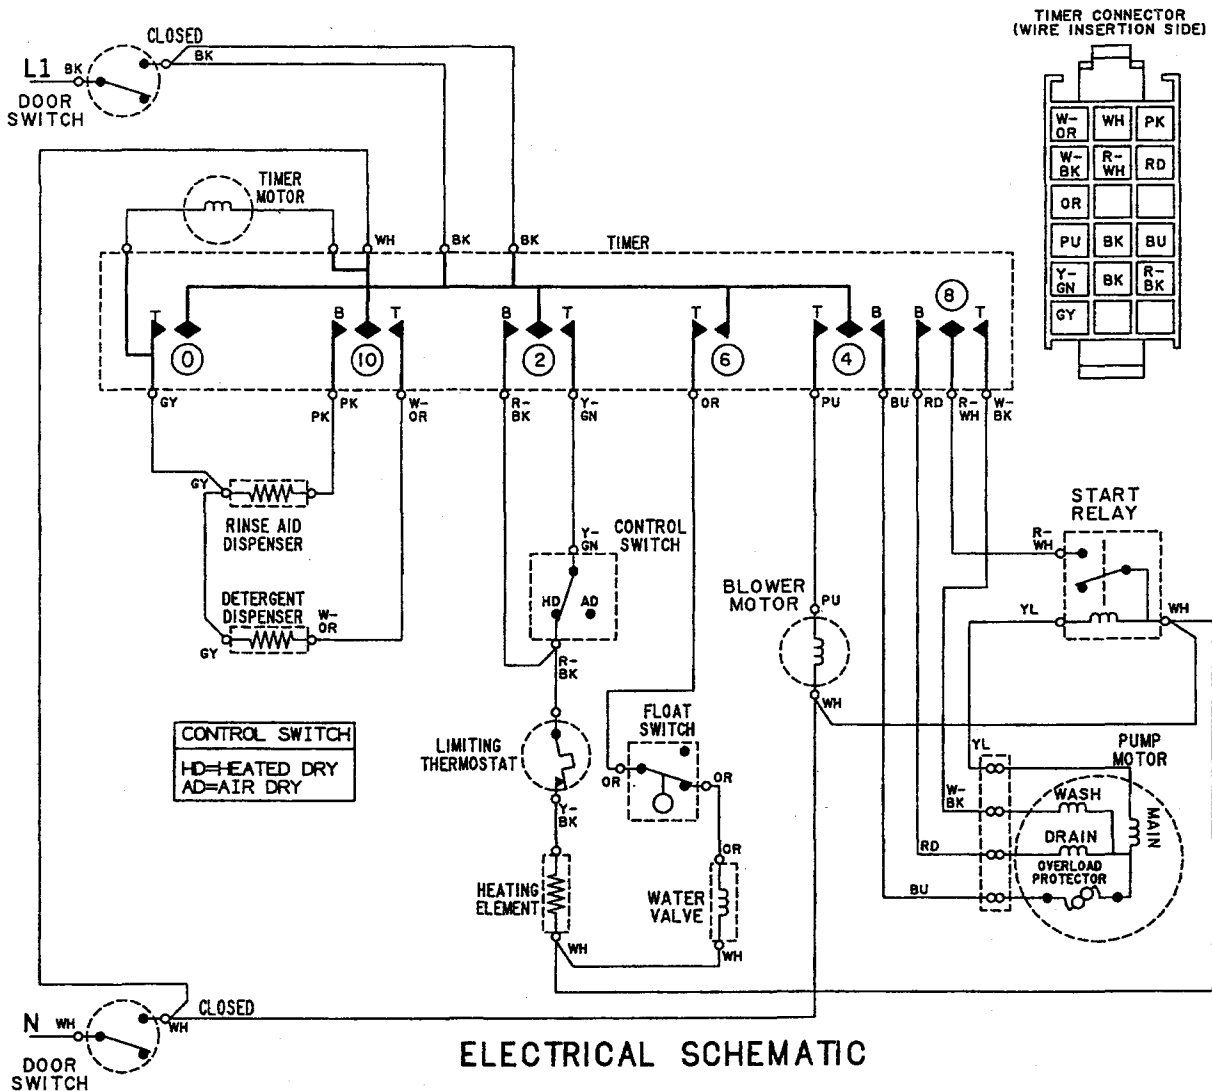 TIMER CONNECTOR
(WIRE INSERTION SIDE)
W-OR WH PK
W-BK R-WH RD
OR
PU BK BU
Y-GN BK R-BK
GY
CLOSED
BK
L1 BK
DOOR
SWITCH
TIMER
MOTOR
WH
BK
BK
TIMER
T
0
B
T
10
B
T
2
T
6
T
B
4
B
8
T
GY
PK
PK
W-
OR
R-
BK
Y-
GN
OR
PU
BU
RD
R-
WH
W-
BK
GY
RINSE AID
DISPENSER
DETERGENT
DISPENSER
W-
OR
GY
Y-
GN
CONTROL
SWITCH
HD
AD
R-
BK
START
RELAY
R-
WH
YL
WH
BLOWER
MOTOR
PU
WH
CONTROL SWITCH
HD=HEATED DRY
AD=AIR DRY
LIMITING
THERMOSTAT
Y-
BK
FLOAT
SWITCH
OR
OR
OR
HEATING
ELEMENT
WATER
VALVE
WH
WH
YL
PUMP
MOTOR
W-
BK
WASH
MAIN
RD
DRAIN
OVERLOAD
PROTECTOR
BU
CLOSED
N WH
WH
DOOR
SWITCH
ELECTRICAL SCHEMATIC